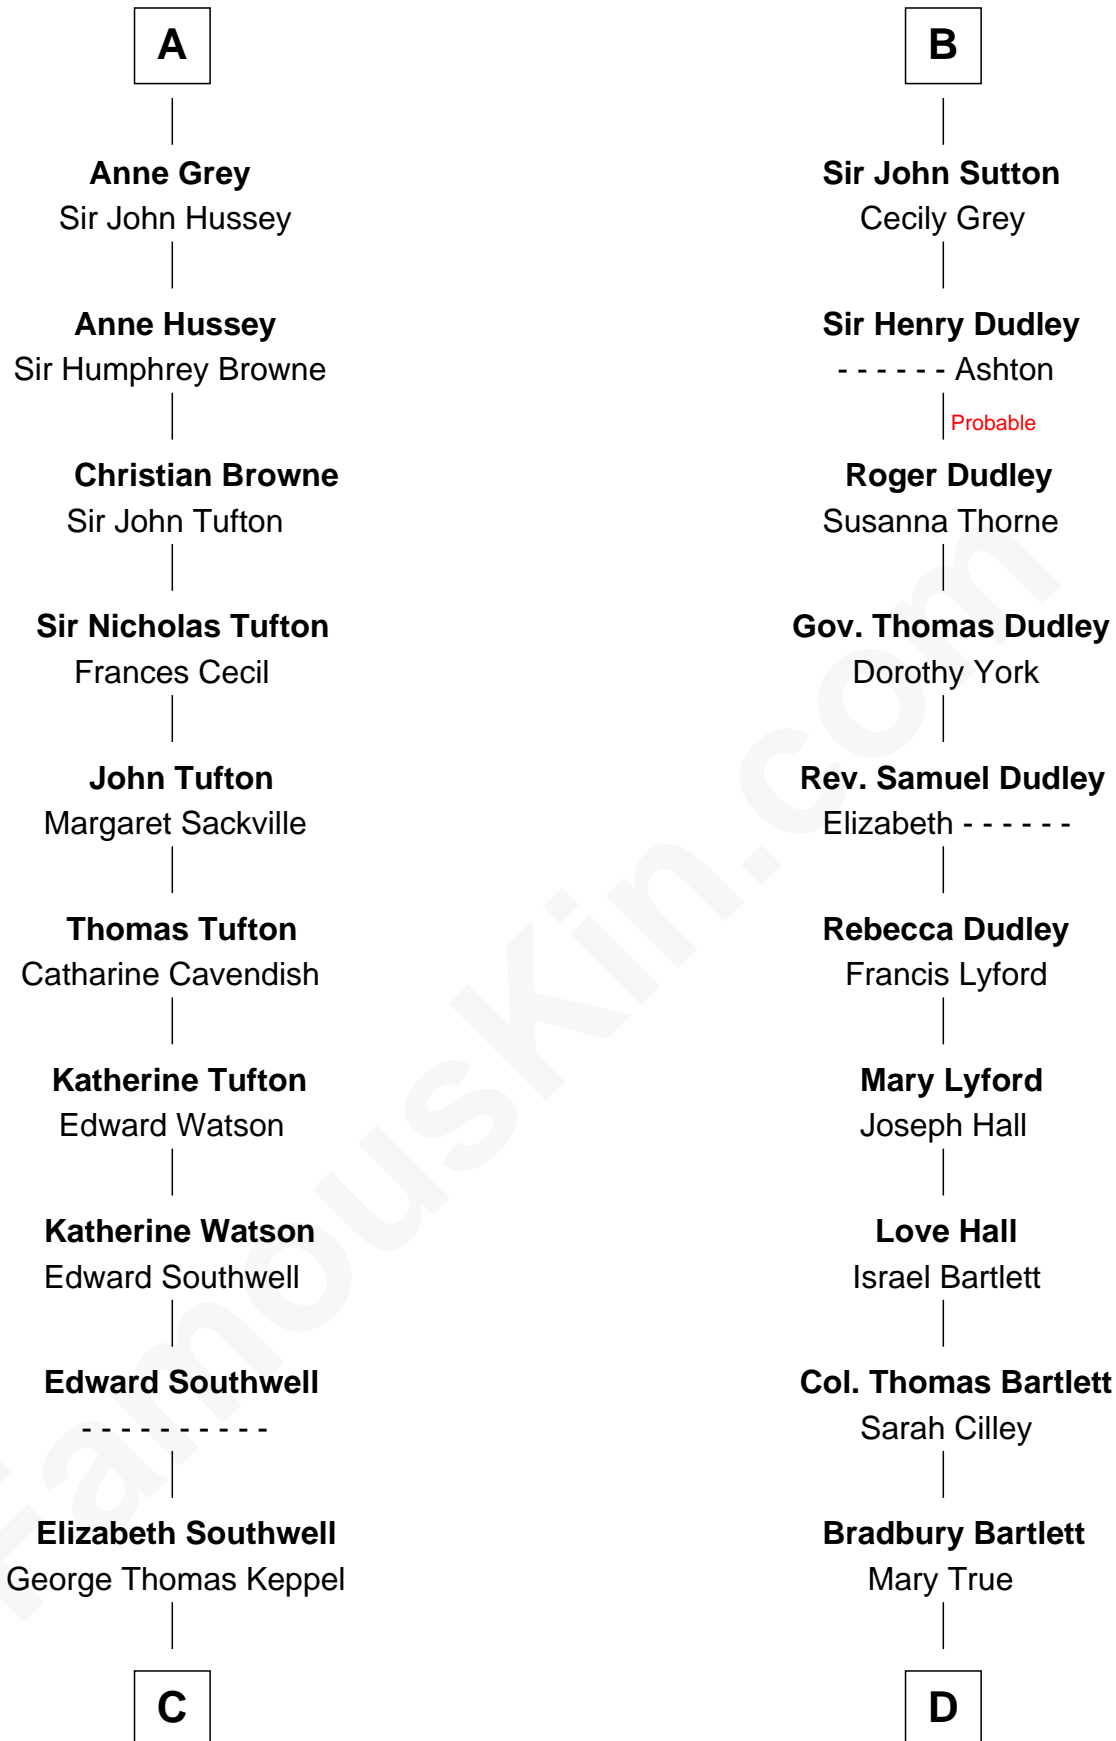 A
Anne Grey
Sir John Hussey
Anne Hussey
Sir Humphrey Browne
Christian Browne
Sir John Tufton
Sir Nicholas Tufton
Frances Cecil
John Tufton
Margaret Sackville
Thomas Tufton
Catharine Cavendish
Katherine Tufton
Edward Watson
Katherine Watson
Edward Southwell
Edward Southwell
- - - - - - - - - -
Elizabeth Southwell
George Thomas Keppel
C
B
Sir John Sutton
Cecily Grey
Sir Henry Dudley
- - - - - - Ashton
Probable
Roger Dudley
Susanna Thorne
Gov. Thomas Dudley
Dorothy York
Rev. Samuel Dudley
Elizabeth - - - - - -
Rebecca Dudley
Francis Lyford
Mary Lyford
Joseph Hall
Love Hall
Israel Bartlett
Col. Thomas Bartlett
Sarah Cilley
Bradbury Bartlett
Mary True
D
FamousKin.com